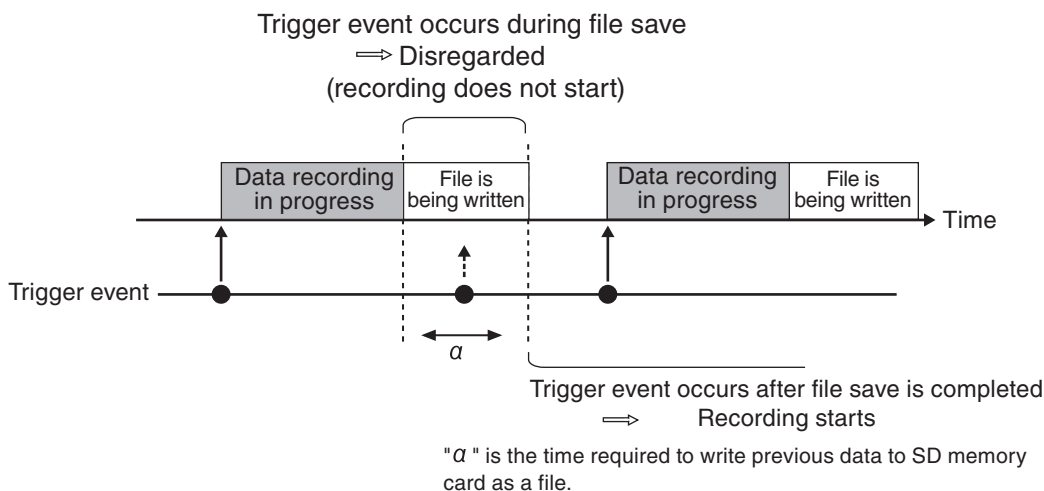 Trigger event occurs during file save
⇒ Disregarded
(recording does not start)
Data recording
in progress
File is
being written
Data recording
in progress
File is
being written
Time
Trigger event
α
Trigger event occurs after file save is completed
⇒ Recording starts
"α " is the time required to write previous data to SD memory
card as a file.